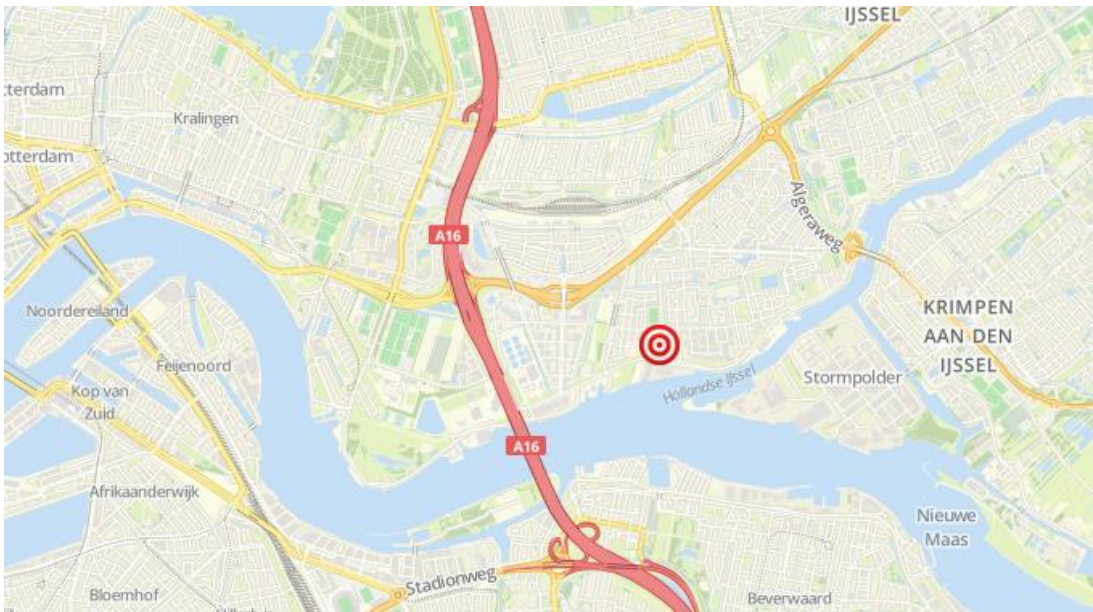 IJSSEL
tterdam
Kralingen
otterdam
Algeraweg
A16
Noordereiland
KRIMPEN
AAN DEN
IJSSEL
Feijenoord
Stormpolder
Hollandse IJssel
Kop van
Zuid
A16
Afrikaanderwijk
Nieuwe
Maas
Stadionweg
Bloemhof
Beverwaard